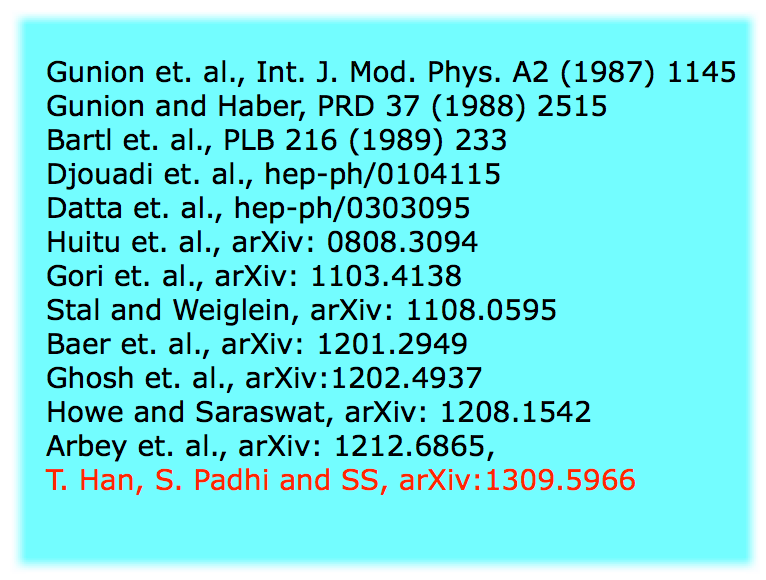 Gunion et. al., Int. J. Mod. Phys. A2 (1987) 1145
Gunion and Haber, PRD 37 (1988) 2515
Bartl et. al., PLB 216 (1989) 233
Djouadi et. al., hep-ph/0104115
Datta et. al., hep-ph/0303095
Huitu et. al., arXiv: 0808.3094
Gori et. al., arXiv: 1103.4138
Stal and Weiglein, arXiv: 1108.0595
Baer et. al., arXiv: 1201.2949
Ghosh et. al., arXiv:1202.4937
Howe and Saraswat, arXiv: 1208.1542
Arbey et. al., arXiv: 1212.6865,
T. Han, S. Padhi and SS, arXiv:1309.5966